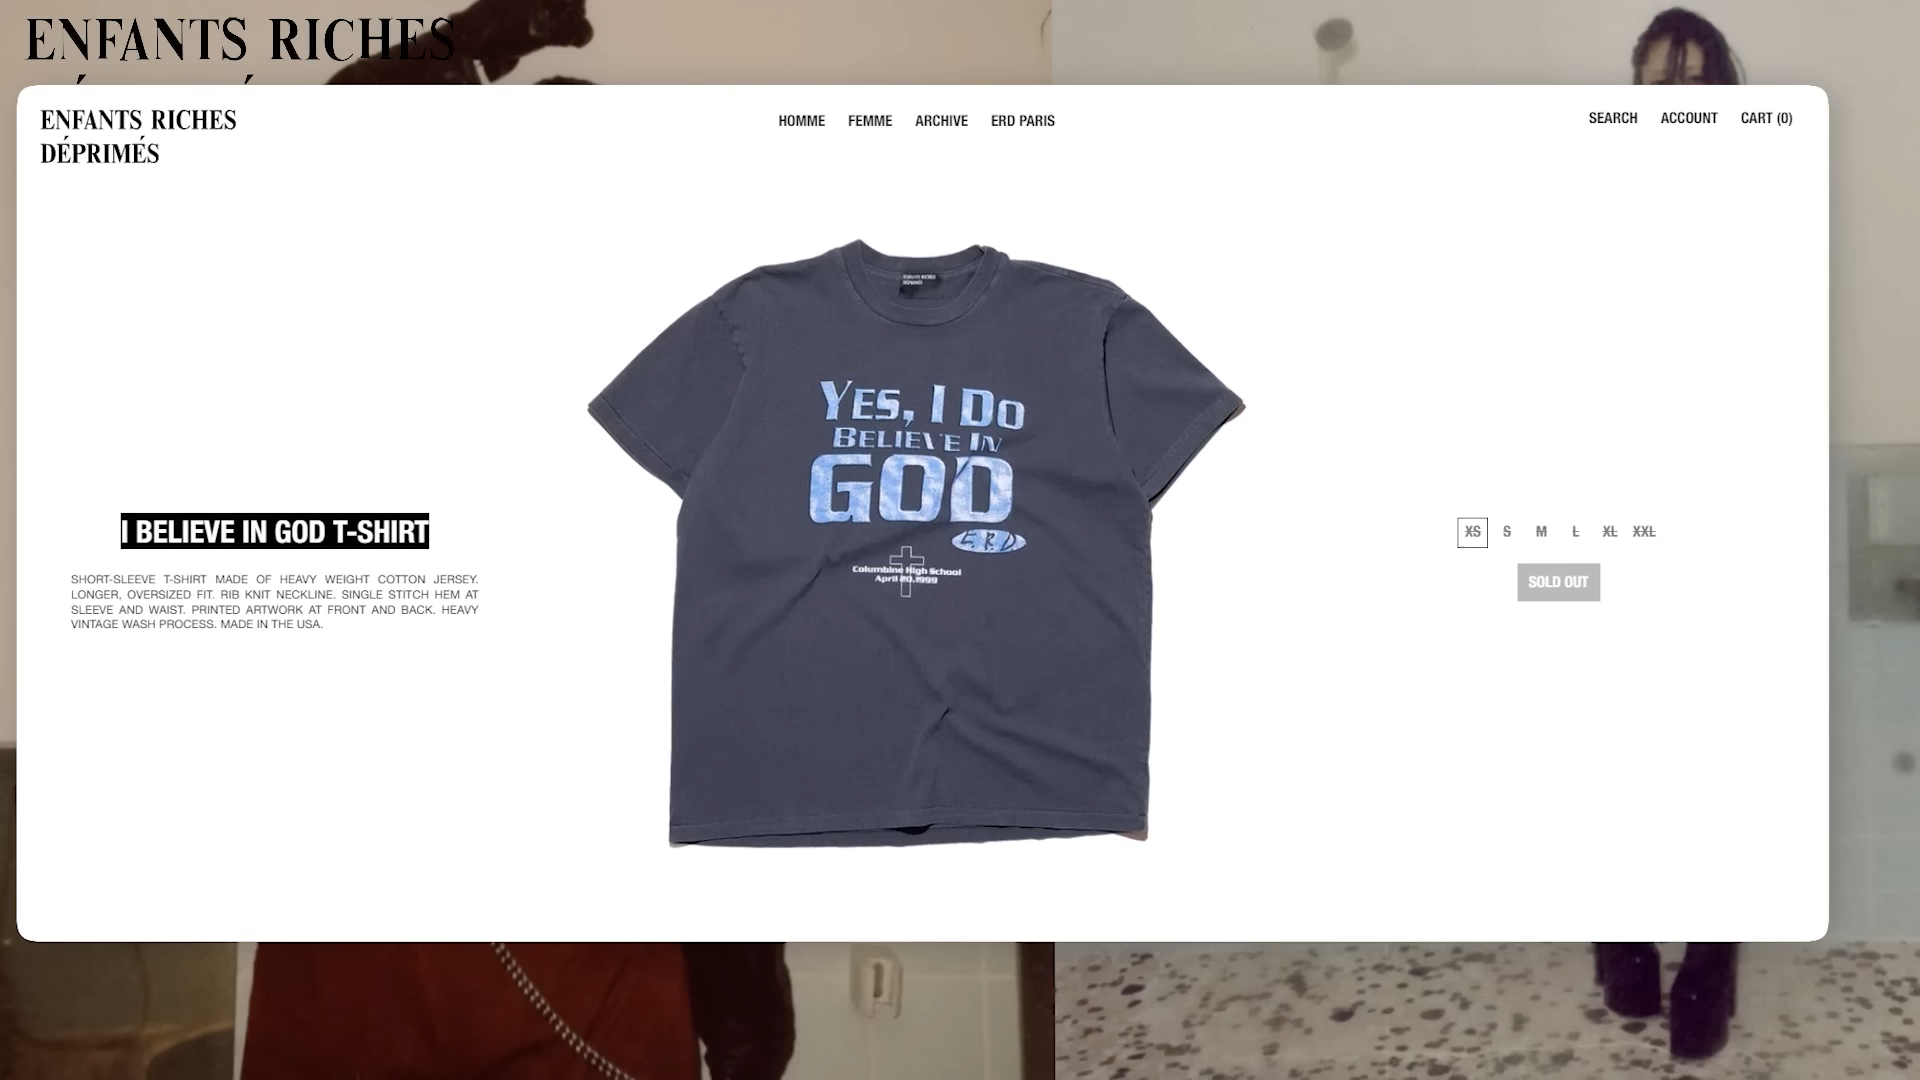 ENFANTS RICHES
ENFANTS RICHES
DÉPRIMÉS
HOMME FEMME ARCHIVE ERD PARIS
SEARCH ACCOUNT CART (0)
ENFANTS RICHES
DÉPRIMÉS
YES, I DO
BELIEVE IN
GOD
E.R.D.
Columbine High School
April 20, 1999
I BELIEVE IN GOD T-SHIRT
SHORT-SLEEVE T-SHIRT MADE OF HEAVY WEIGHT COTTON JERSEY.
LONGER, OVERSIZED FIT. RIB KNIT NECKLINE. SINGLE STITCH HEM AT
SLEEVE AND WAIST. PRINTED ARTWORK AT FRONT AND BACK. HEAVY
VINTAGE WASH PROCESS. MADE IN THE USA.
XS S M L XL XXL
SOLD OUT